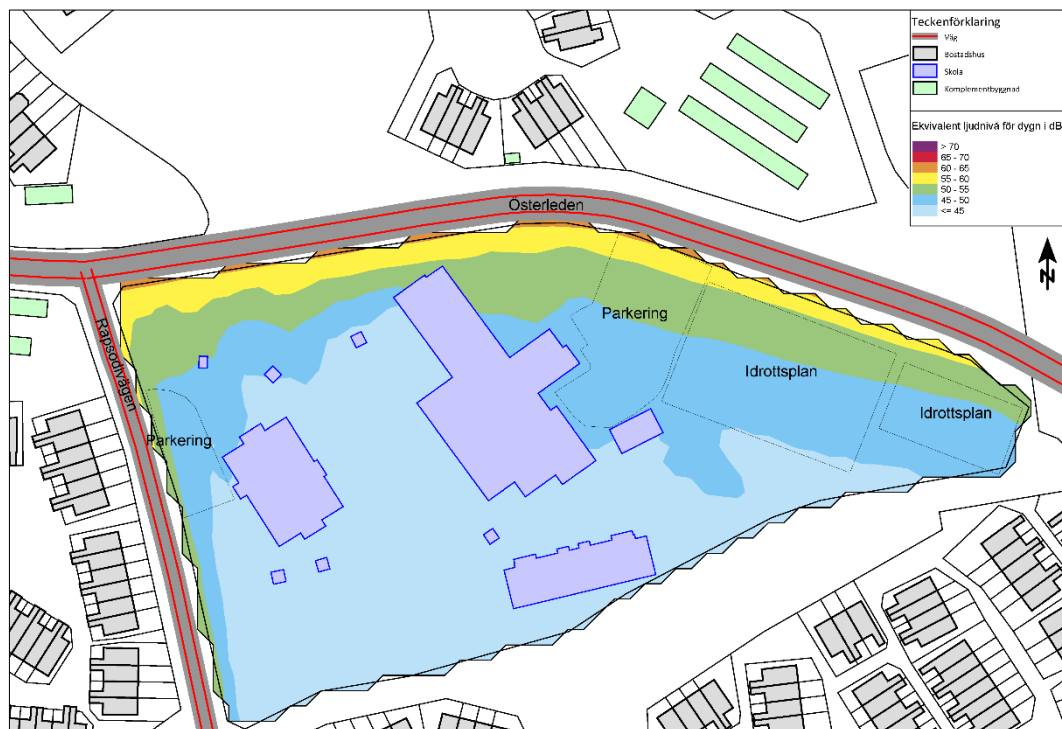 Teckenförklaring
Väg
Bostadshus
Skola
Komplementbyggnad
Ekvivalent ljudnivå för dygn i dB
> 70
65 - 70
60 - 65
55 - 60
50 - 55
45 - 50
<= 45
N
Österleden
Rapsodivägen
Parkering
Idrottsplan
Idrottsplan
Parkering